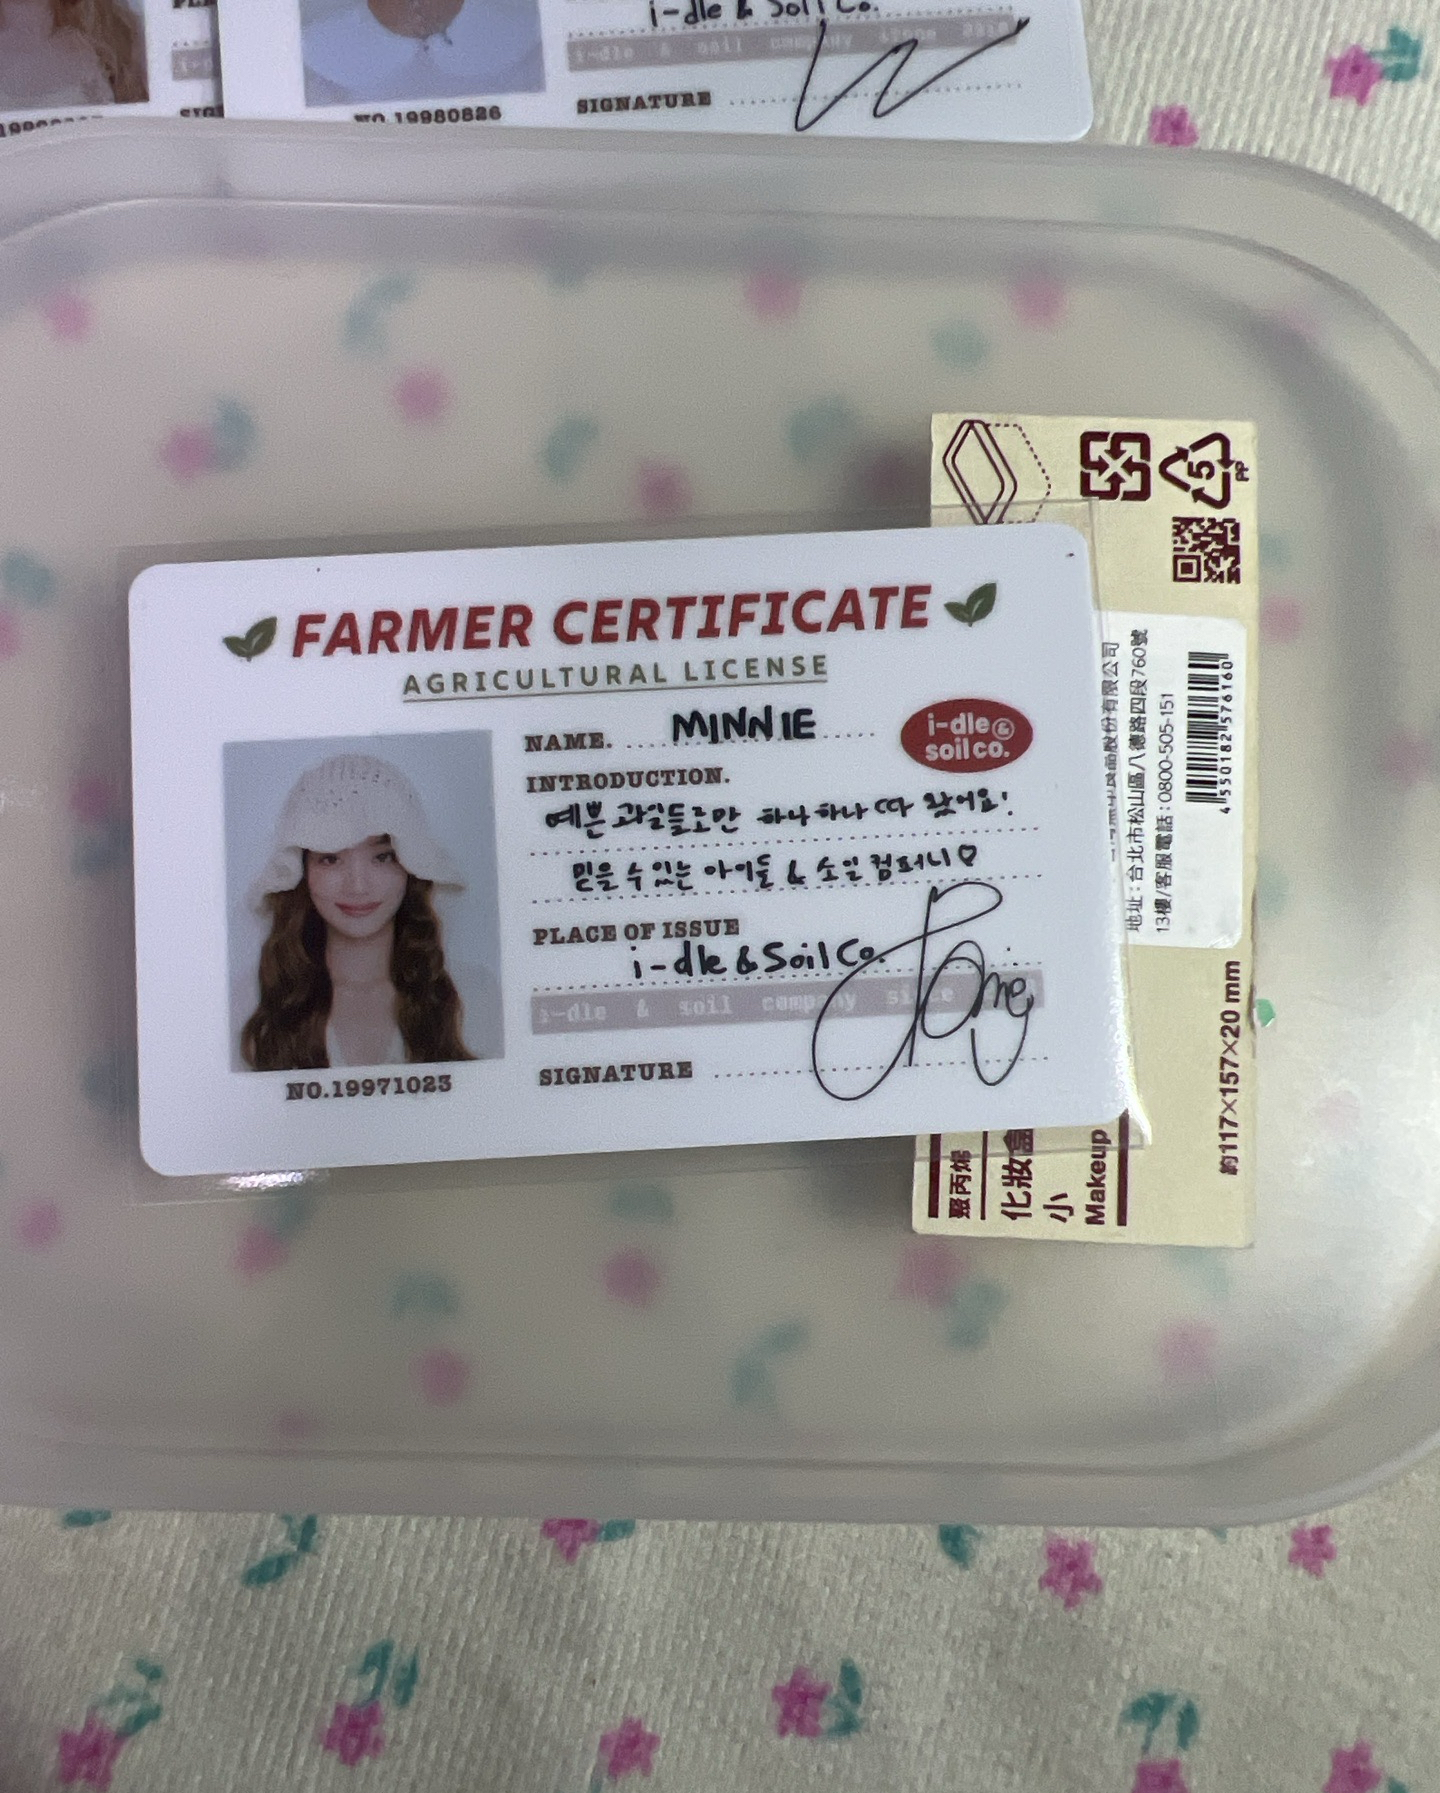 i-dle & Soil Co.
i-dle & soil company since
SIGNATURE
NO.19980826
FARMER CERTIFICATE
AGRICULTURAL LICENSE
NAME. MINNIE
i-dle &
soil co.
INTRODUCTION.
예쁜 과일들로만 하나하나 따 왔어요!
믿을 수 있는 아이들 & 소일 컴퍼니♡
PLACE OF ISSUE
i-dle & Soil Co.
i-dle & soil company since
SIGNATURE
NO.19971023
5
PP
地址：台北市松山區八德路四段760號
13樓/客服電話：0800-505-151
4550182576160
聚丙烯
化妝盒
小
Makeup
約117×157×20 mm